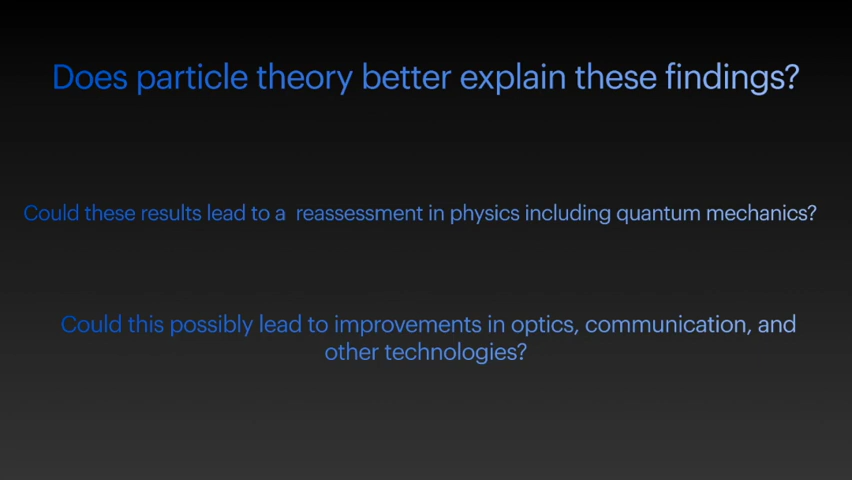 Does particle theory better explain these findings?
Could these results lead to a  reassessment in physics including quantum mechanics?
Could this possibly lead to improvements in optics, communication, and
other technologies?